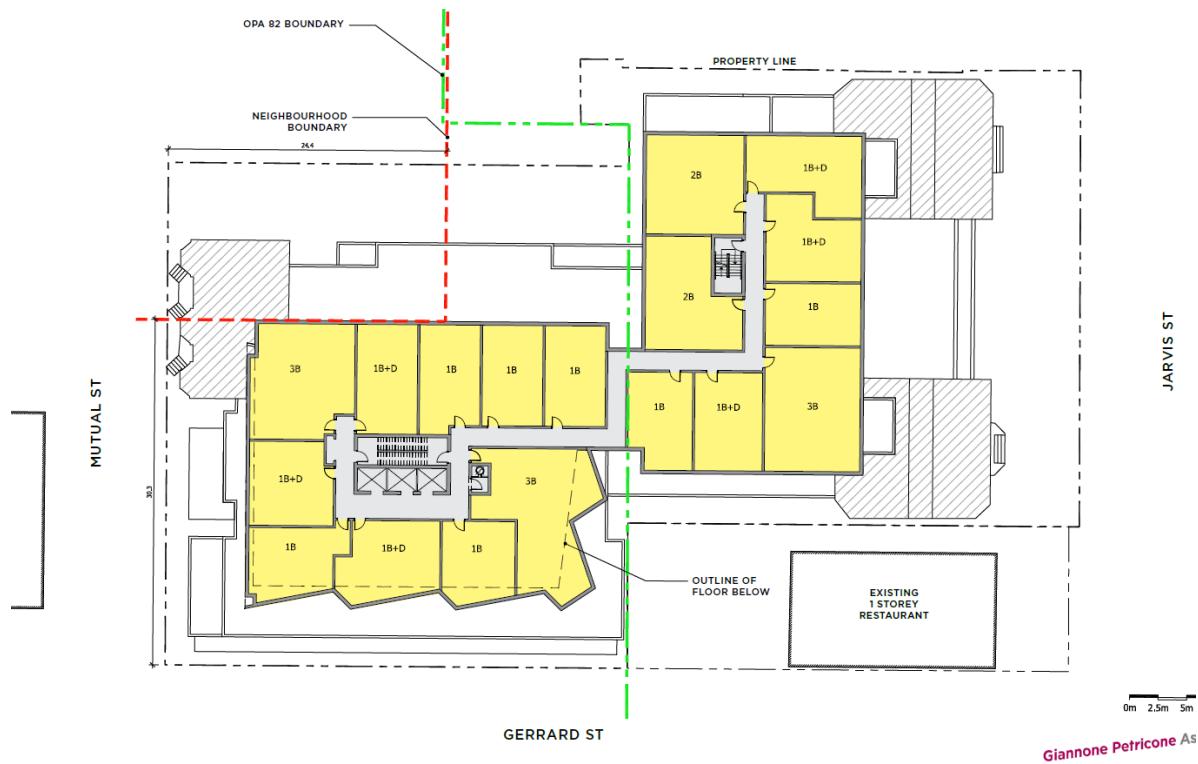 OPA 82 BOUNDARY
PROPERTY LINE
NEIGHBOURHOOD
BOUNDARY
24,4
2B
1B+D
1B+D
2B
1B
3B
1B+D
1B
1B
1B
1B
1B+D
3B
1B+D
3B
1B
1B+D
1B
MUTUAL ST
30,3
JARVIS ST
OUTLINE OF
FLOOR BELOW
EXISTING
1 STOREY
RESTAURANT
GERRARD ST
0m 2.5m 5m
Giannone Petricone As